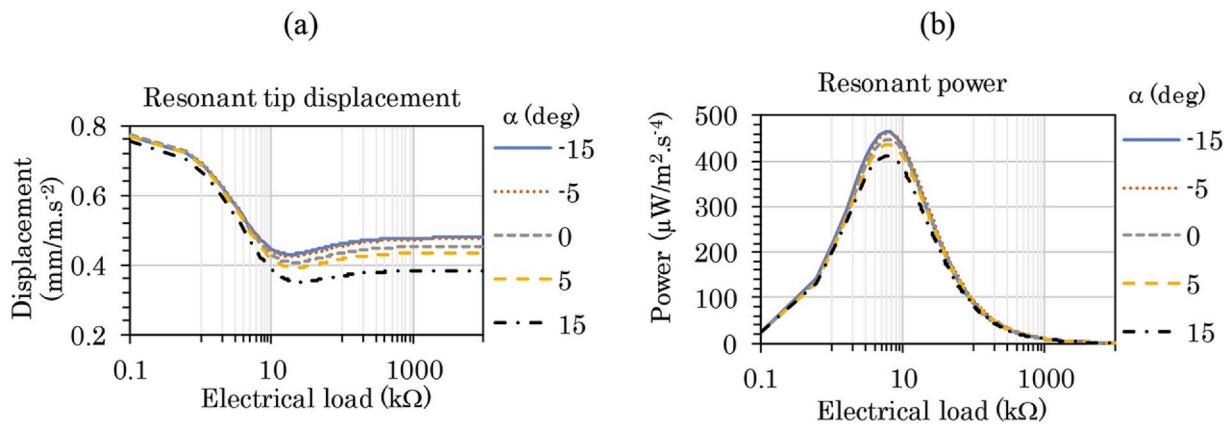 (a)
Resonant tip displacement
Displacement
(mm/m.s-2)
0.8
0.6
0.4
0.2
0.1
10
1000
Electrical load (kΩ)
α (deg)
-15
-5
0
5
15
(b)
Resonant power
Power (µW/m2.s-4)
500
400
300
200
100
0
0.1
10
1000
Electrical load (kΩ)
α (deg)
-15
-5
0
5
15